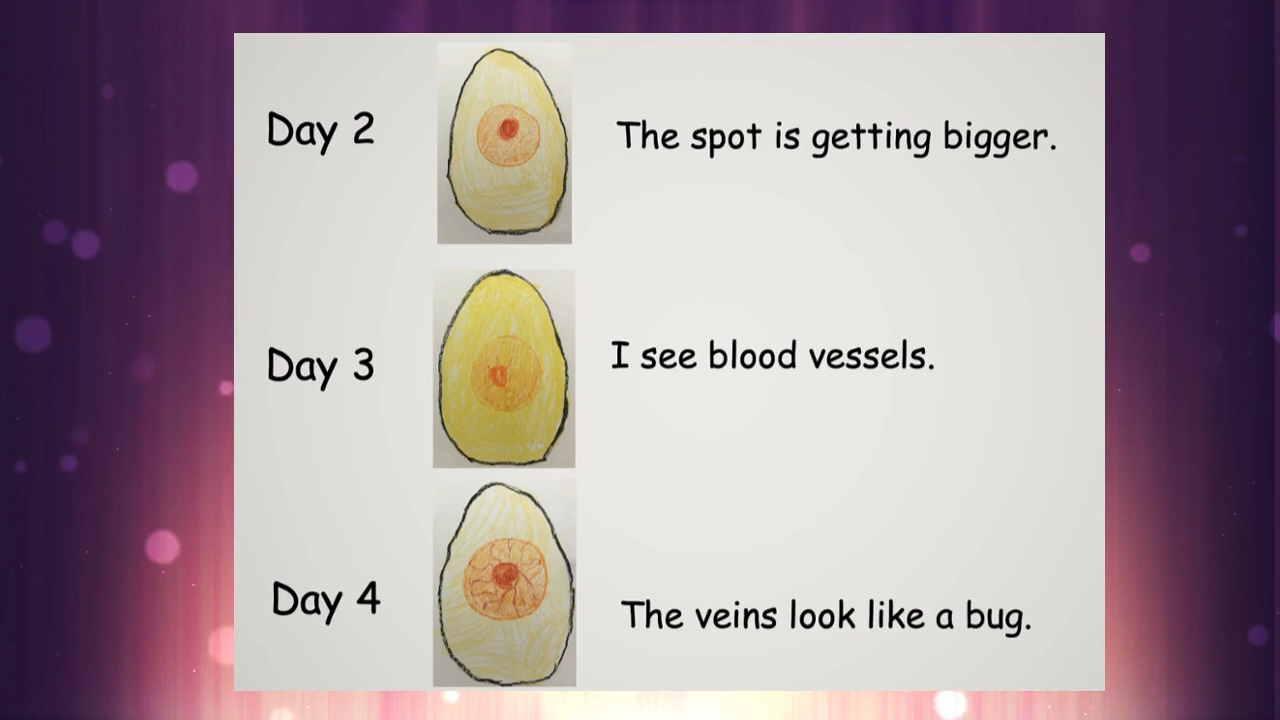 Day 2
The spot is getting bigger.
Day 3
I see blood vessels.
Day 4
The veins look like a bug.